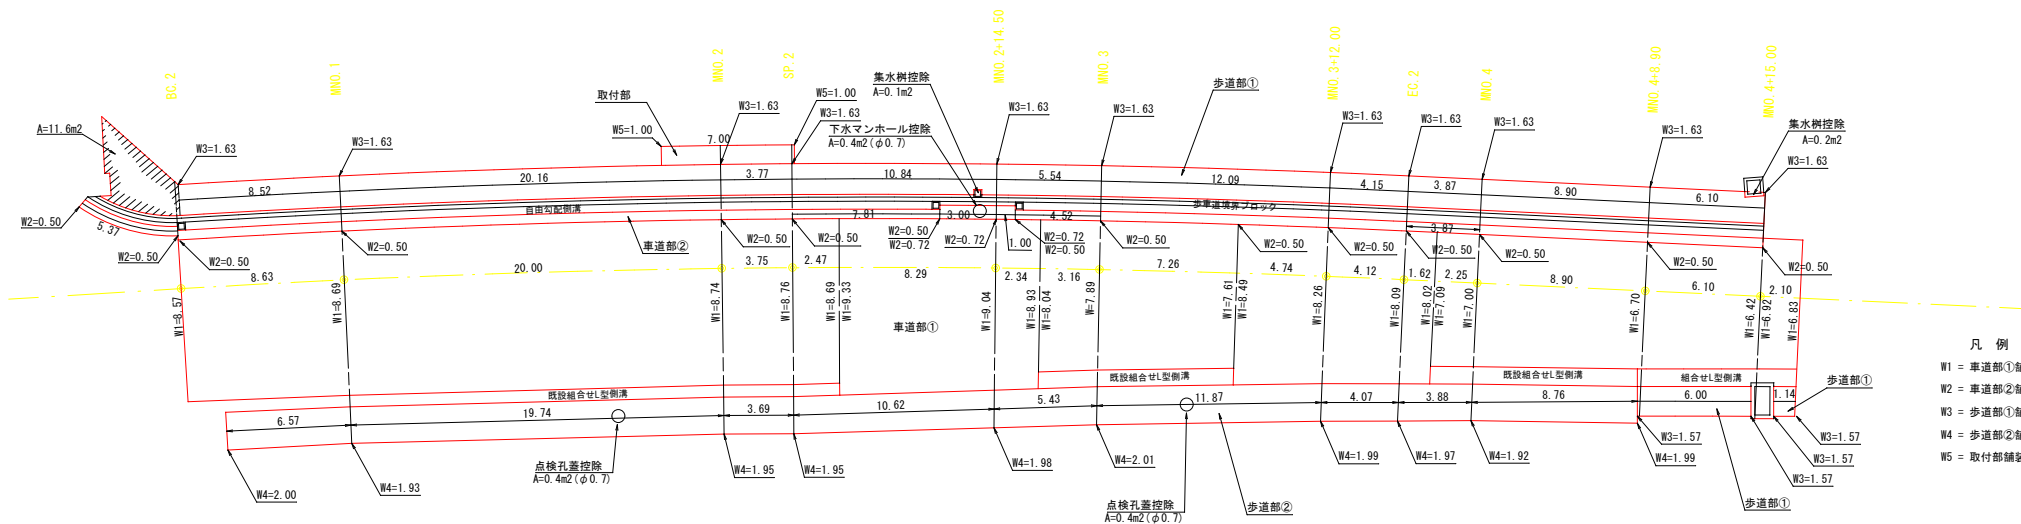 BC.2
MNO.1
MNO.2
SP.2
MNO.2+14.50
MNO.3
MNO.3+12.00
EC.2
MNO.4
MNO.4+8.90
MNO.4+15.00
A=11.6m2
W3=1.63
W3=1.63
取付部
W5=1.00
7.00
W3=1.63
W5=1.00
W3=1.63
下水マンホール控除
A=0.4m2(φ0.7)
集水桝控除
A=0.1m2
W3=1.63
W3=1.63
歩道部①
W3=1.63
W3=1.63
W3=1.63
W3=1.63
集水桝控除
A=0.2m2
W3=1.63
8.52
20.16
3.77
10.84
5.54
12.09
4.15
3.87
8.90
6.10
W2=0.50
5.37
W2=0.50
W2=0.50
自由勾配側溝
車道部②
W2=0.50
W2=0.50
W2=0.50
7.81
3.00
4.52
W2=0.50
W2=0.72
W2=0.72
1.00
W2=0.72
W2=0.50
W2=0.50
歩車道境界ブロック
W2=0.50
W2=0.50
3.87
W2=0.50
W2=0.50
W2=0.50
W2=0.50
8.63
20.00
3.75
2.47
8.29
2.34
3.16
7.26
4.74
4.12
1.62
2.25
8.90
6.10
2.10
W1=8.57
W1=8.69
W1=8.74
W1=8.76
W1=8.69
W1=9.33
W1=9.04
W1=8.93
W1=8.04
W=7.89
W1=7.61
W1=8.49
W1=8.26
W1=8.09
W1=8.02
W1=7.09
W1=7.00
W1=6.70
W1=6.42
W1=6.92
W1=6.83
車道部①
既設組合せL型側溝
既設組合せL型側溝
既設組合せL型側溝
組合せL型側溝
歩道部①
6.57
19.74
3.69
10.62
5.43
11.87
4.07
3.88
8.76
6.00
1.14
W4=2.00
W4=1.93
点検孔蓋控除
A=0.4m2(φ0.7)
W4=1.95
W4=1.95
W4=1.98
W4=2.01
点検孔蓋控除
A=0.4m2(φ0.7)
歩道部②
W4=1.99
W4=1.97
W4=1.92
W4=1.99
W3=1.57
W3=1.57
W3=1.57
W3=1.57
歩道部①
凡 例
W1 = 車道部①舗
W2 = 車道部②舗
W3 = 歩道部①舗
W4 = 歩道部②舗
W5 = 取付部舗装